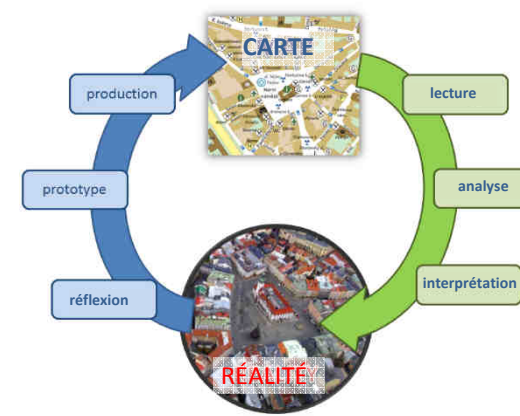 CARTE
production
lecture
prototype
analyse
réflexion
interprétation
RÉALITÉ